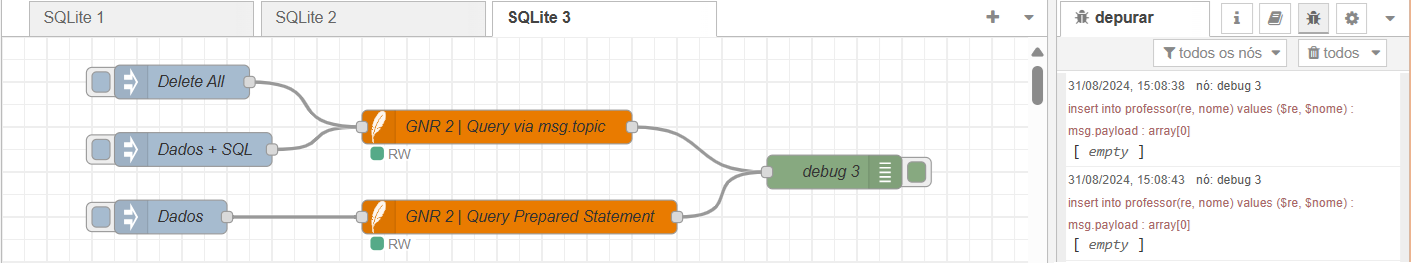 SQLite 1
SQLite 2
SQLite 3
Delete All
Dados + SQL
Dados
GNR 2 | Query via msg.topic
RW
GNR 2 | Query Prepared Statement
RW
debug 3
depurar
todos os nós
todos
31/08/2024, 15:08:38 nó: debug 3
insert into professor(re, nome) values ($re, $nome) :
msg.payload : array[0]
[ empty ]
31/08/2024, 15:08:43 nó: debug 3
insert into professor(re, nome) values ($re, $nome) :
msg.payload : array[0]
[ empty ]